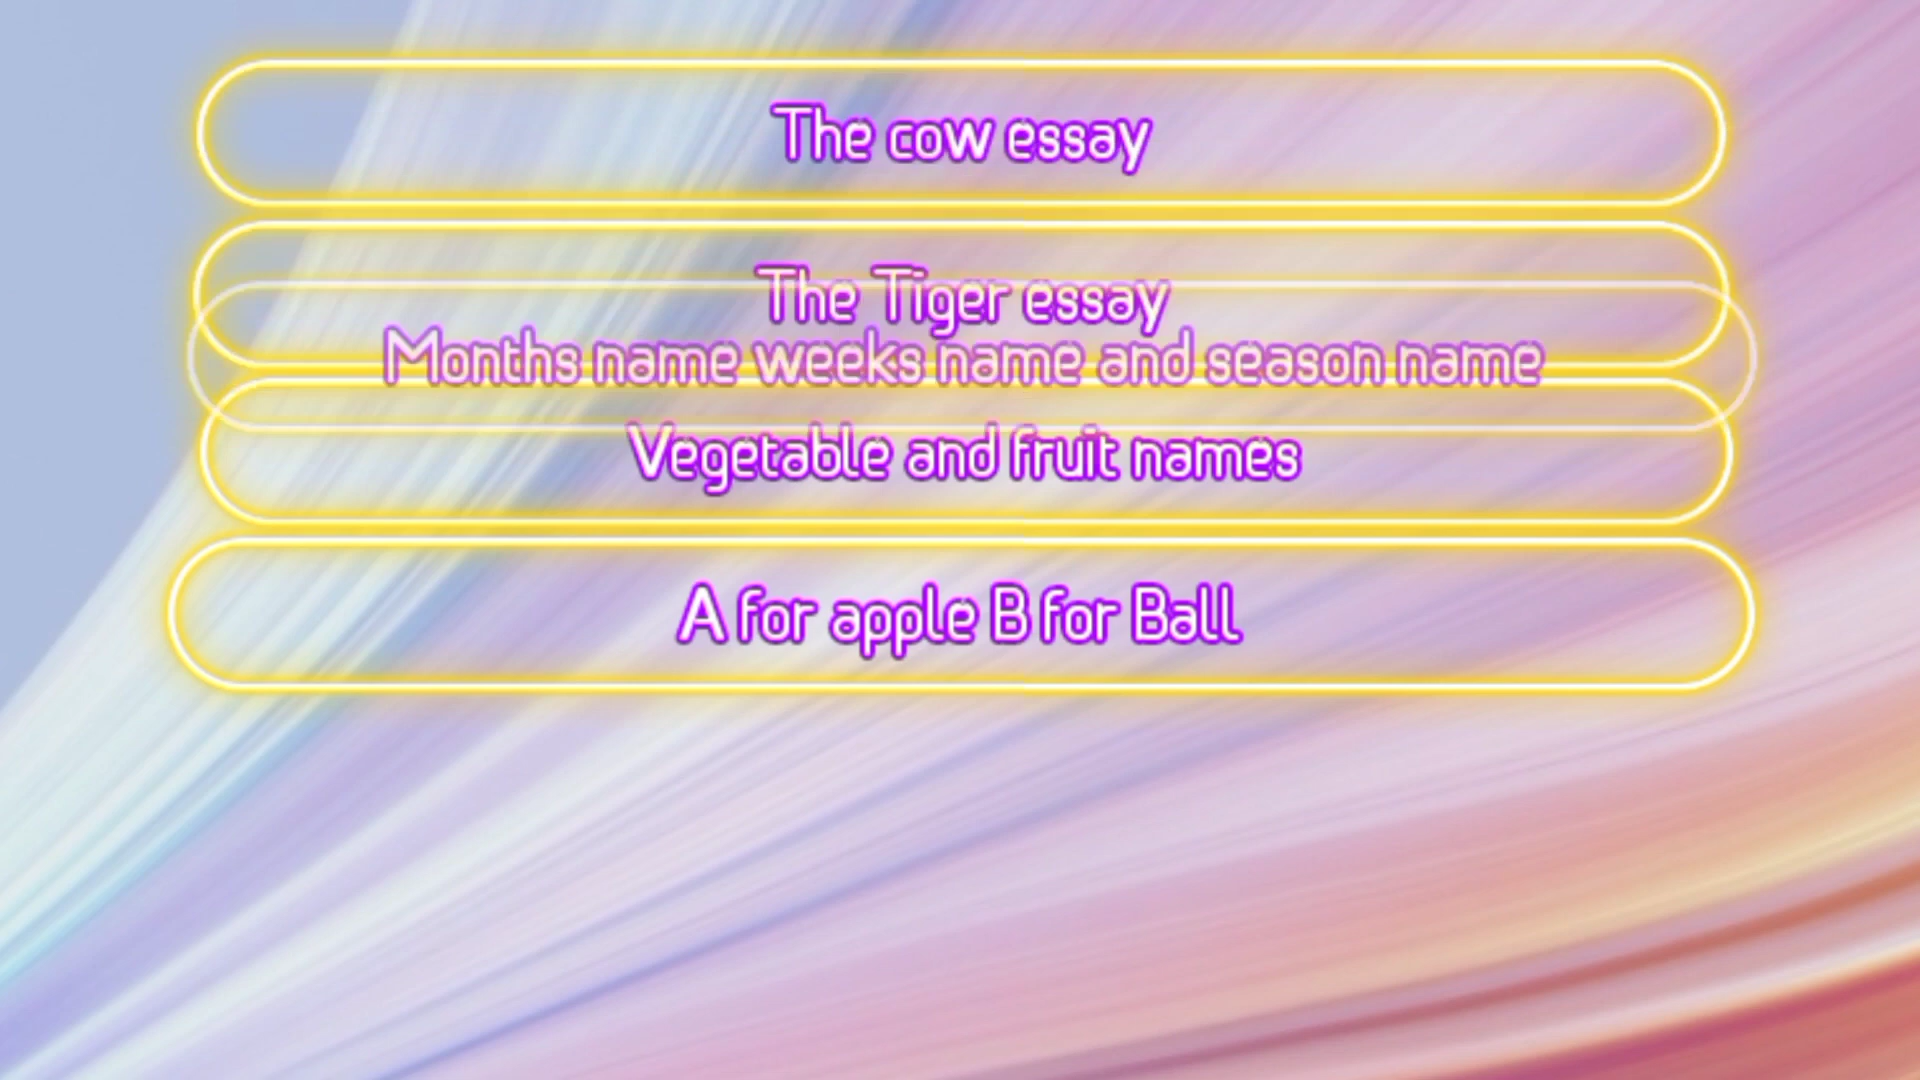 The cow essay
The Tiger essay
Months name weeks name and season name
Vegetable and fruit names
A for apple B for Ball